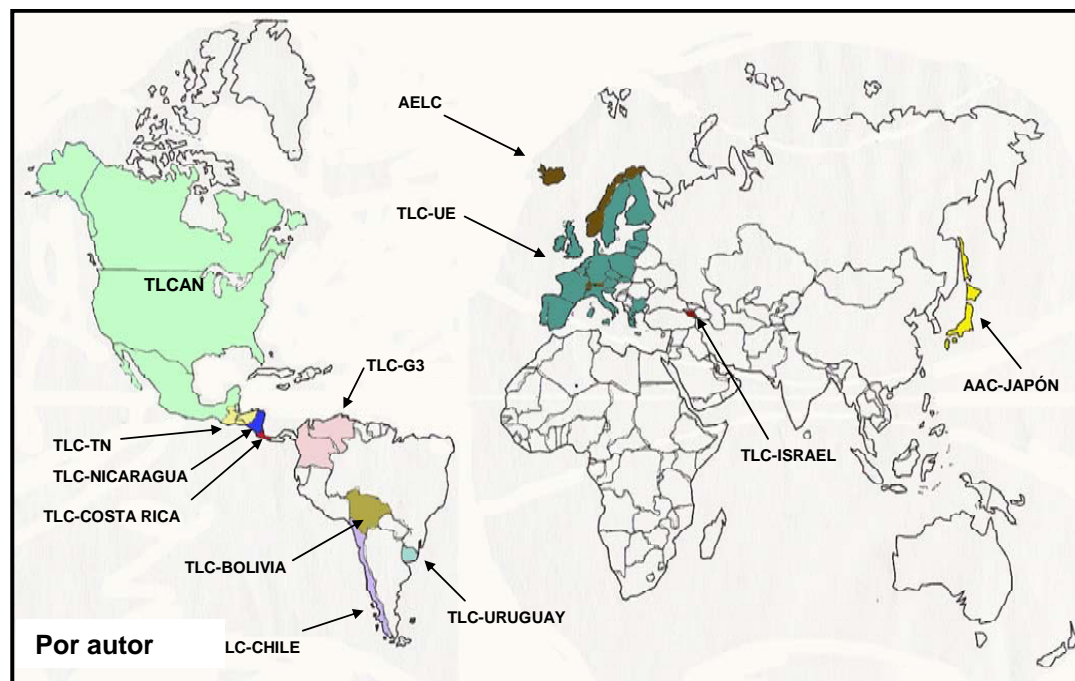 AELC
TLC-UE
TLCAN
TLC-G3
AAC-JAPÓN
TLC-TN
TLC-ISRAEL
TLC-NICARAGUA
TLC-COSTA RICA
TLC-BOLIVIA
TLC-URUGUAY
Por autor
LC-CHILE